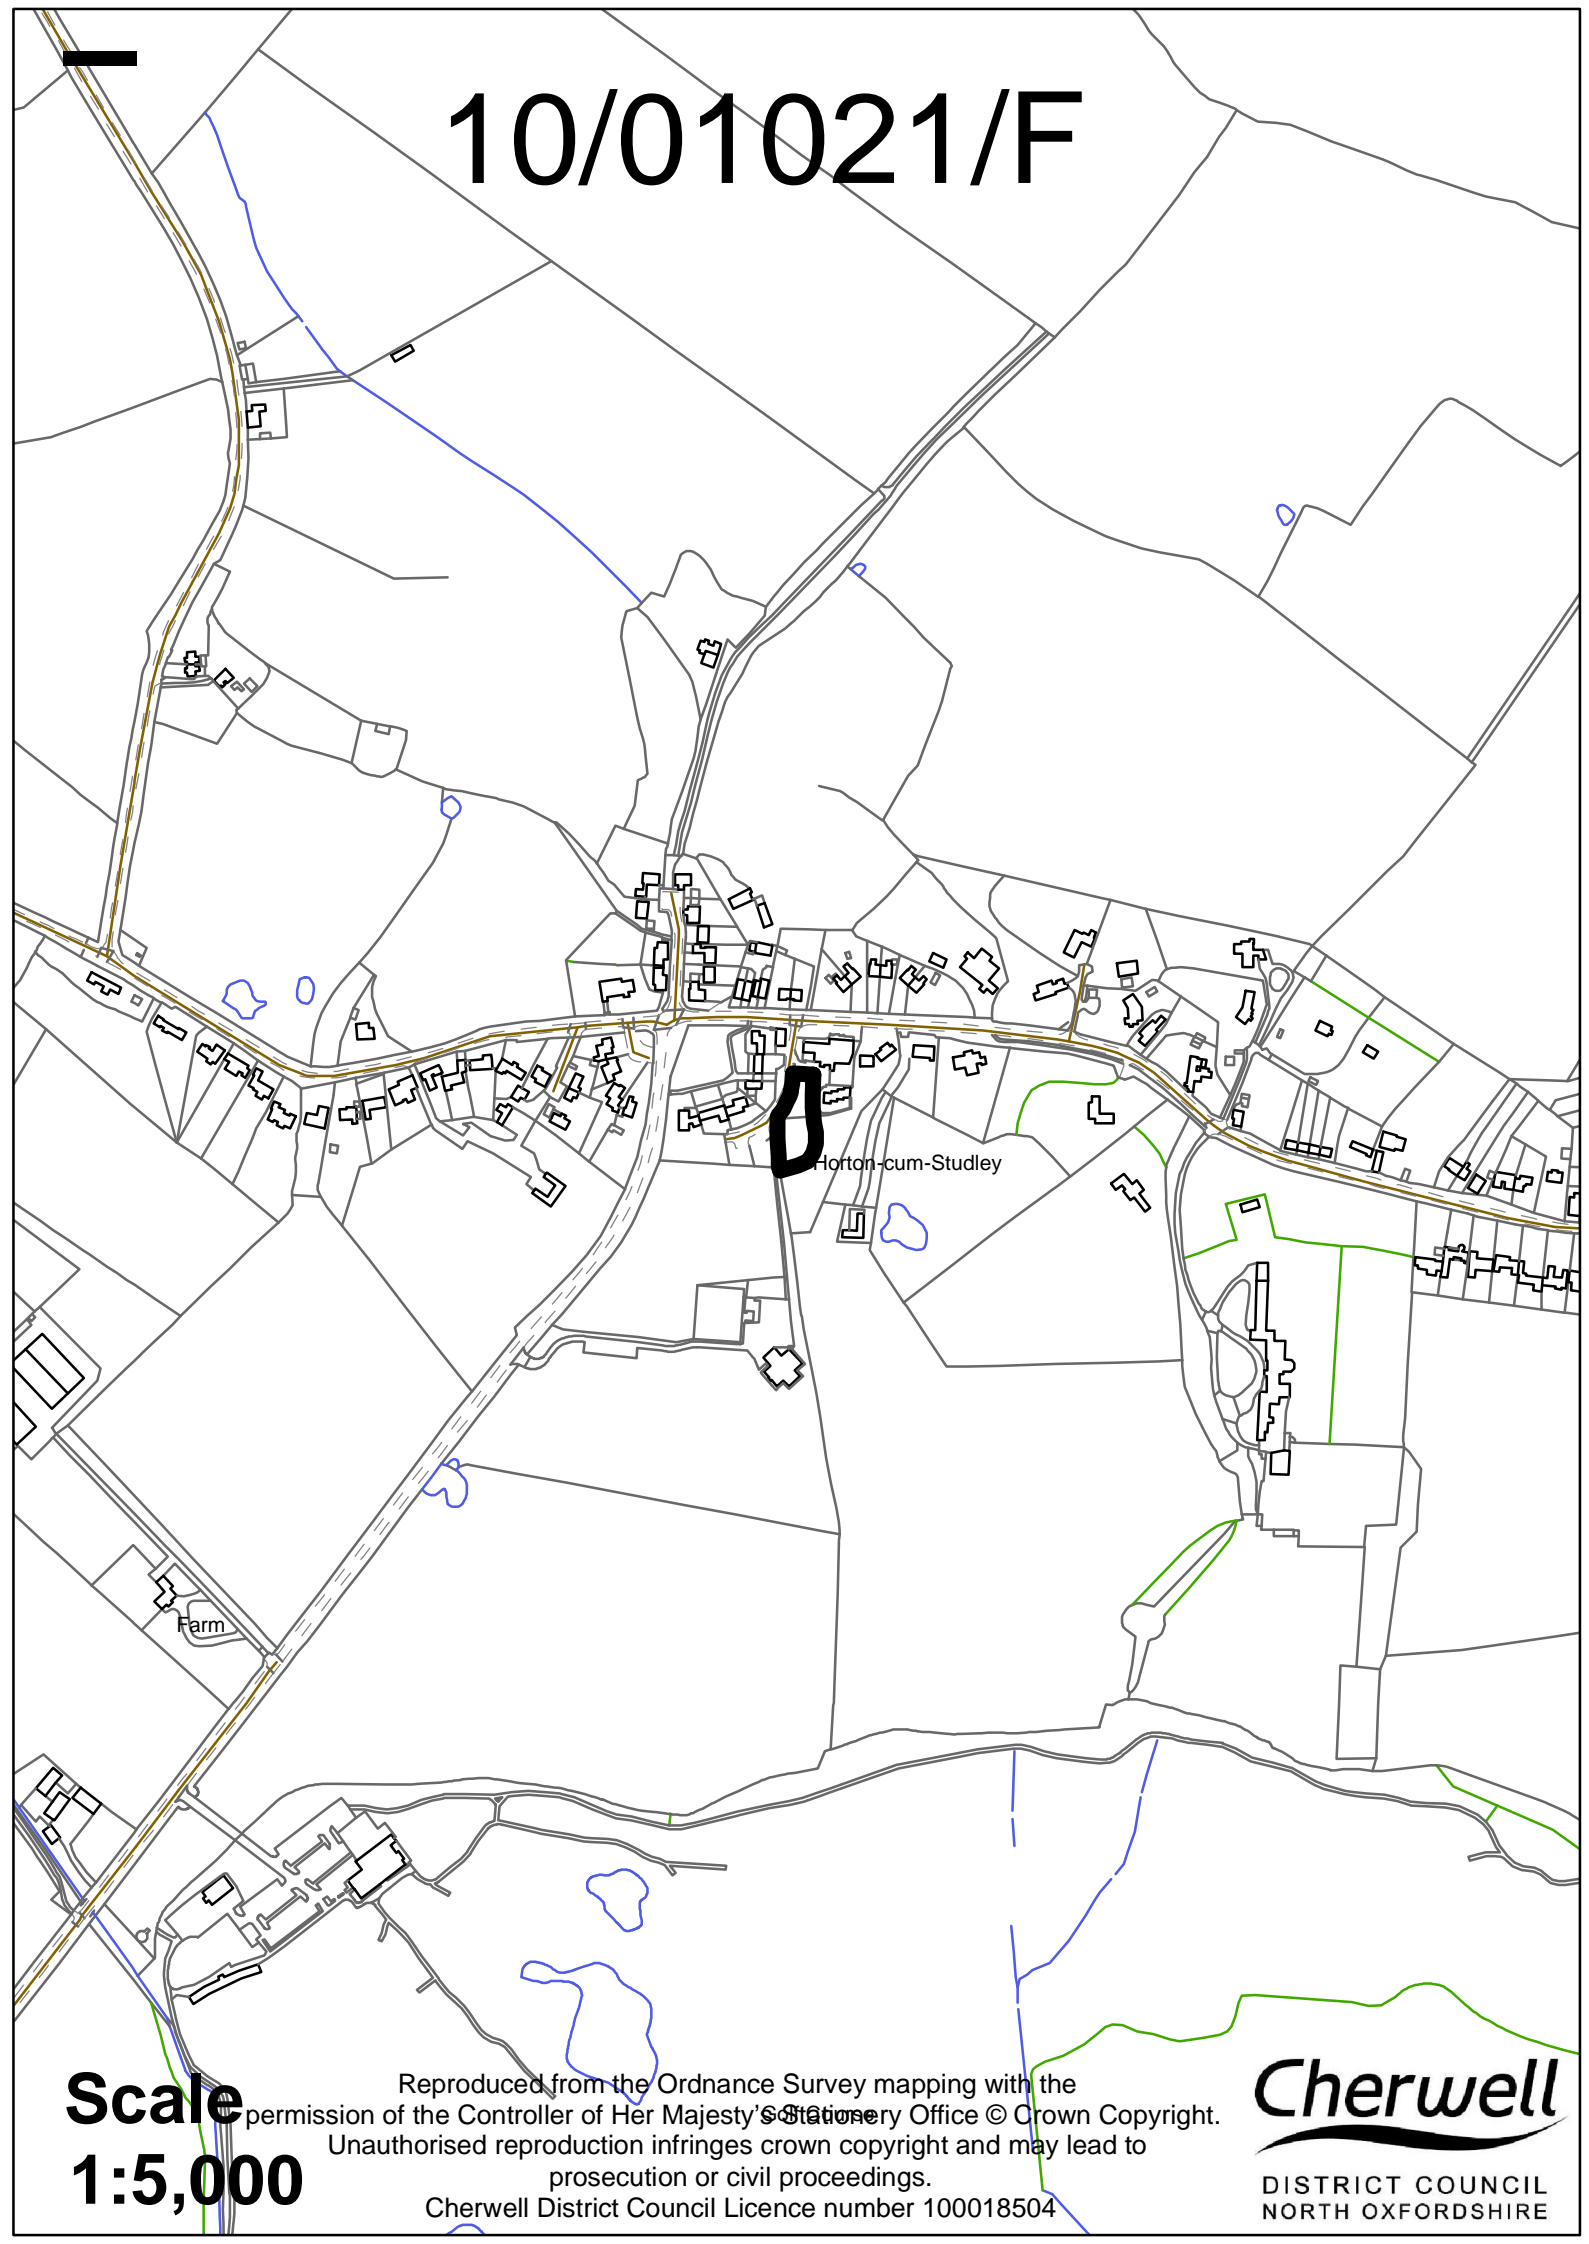 10/01021/F
Horton-cum-Studley
Farm
Scale
1:5,000
Reproduced from the Ordnance Survey mapping with the
permission of the Controller of Her Majesty's Stationery Office © Crown Copyright.
Unauthorised reproduction infringes crown copyright and may lead to
prosecution or civil proceedings.
Cherwell District Council Licence number 100018504
Golf Course
Cherwell
DISTRICT COUNCIL
NORTH OXFORDSHIRE